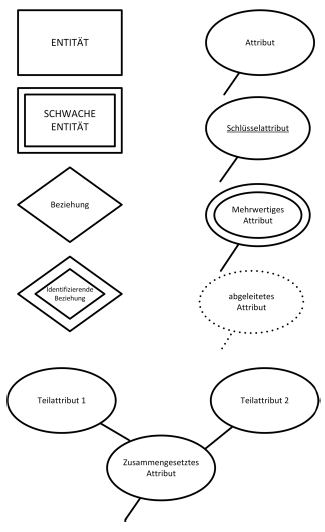 ENTITÄT
Attribut
SCHWACHE
ENTITÄT
Schlüsselattribut
Beziehung
Mehrwertiges
Attribut
Identifizierende
Beziehung
abgeleitetes
Attribut
Teilattribut 1
Teilattribut 2
Zusammengesetztes
Attribut